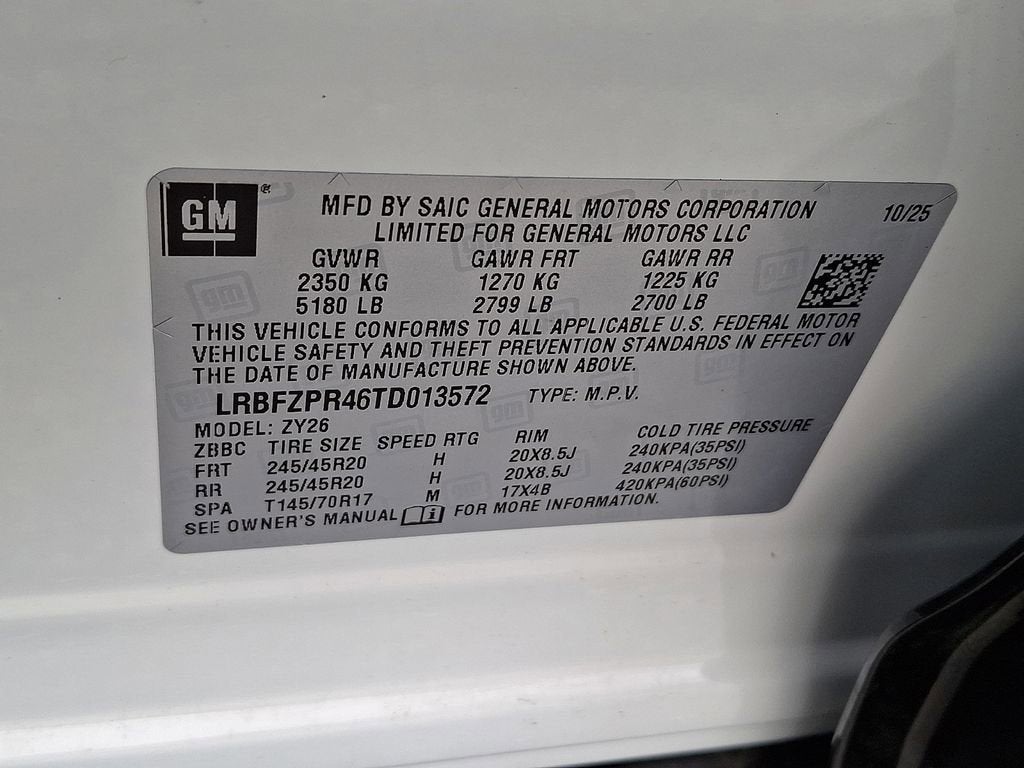 GM ®
MFD BY SAIC GENERAL MOTORS CORPORATION 10/25
LIMITED FOR GENERAL MOTORS LLC
GVWR GAWR FRT GAWR RR
2350 KG 1270 KG 1225 KG
5180 LB 2799 LB 2700 LB
THIS VEHICLE CONFORMS TO ALL APPLICABLE U.S. FEDERAL MOTOR
VEHICLE SAFETY AND THEFT PREVENTION STANDARDS IN EFFECT ON
THE DATE OF MANUFACTURE SHOWN ABOVE.
LRBFZPR46TD013572 TYPE: M.P.V.
MODEL: ZY26
ZBBC TIRE SIZE SPEED RTG RIM COLD TIRE PRESSURE
FRT 245/45R20 H 20X8.5J 240KPA(35PSI)
RR 245/45R20 H 20X8.5J 240KPA(35PSI)
SPA T145/70R17 M 17X4B 420KPA(60PSI)
SEE OWNER'S MANUAL FOR MORE INFORMATION.